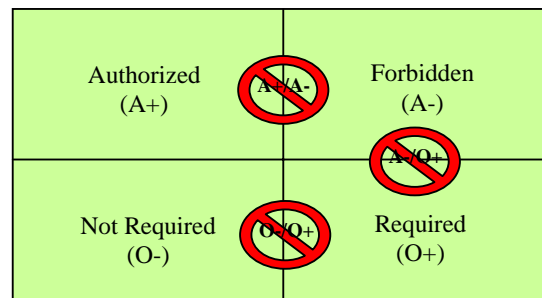 Authorized
(A+)
A+/A-
Forbidden
(A-)
A-/O+
Not Required
(O-)
O-/O+
Required
(O+)